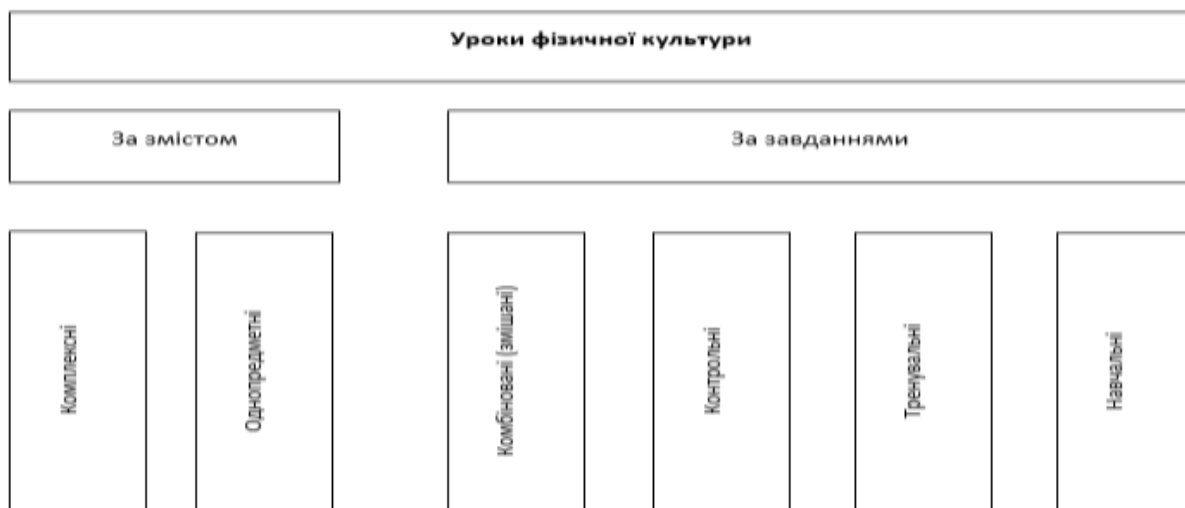 Уроки фізичної культури
За змістом
За завданнями
Комплексні
Однопредметні
Комбіновані (змішані)
Контрольні
Тренувальні
Навчальні